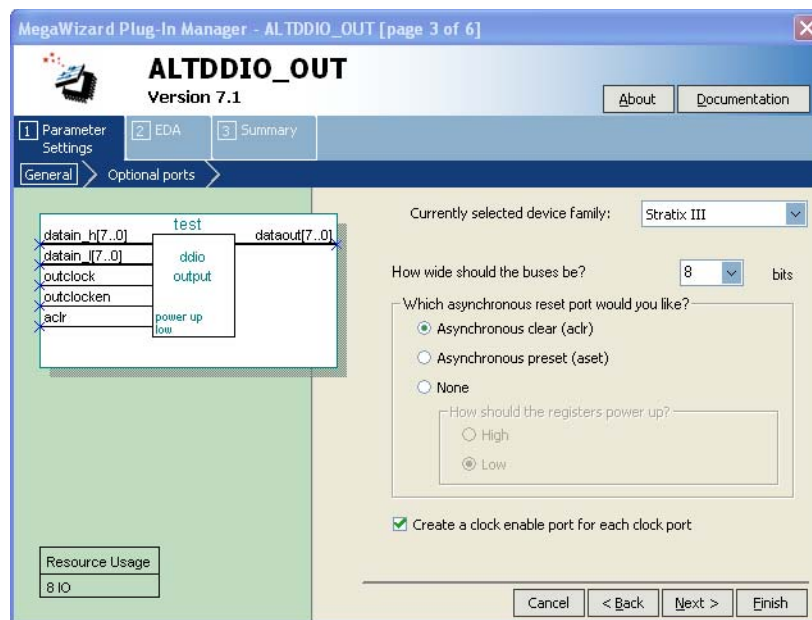 MegaWizard Plug-In Manager - ALTDDIO_OUT [page 3 of 6]
ALTDDIO_OUT
Version 7.1
About
Documentation
1 Parameter Settings
2 EDA
3 Summary
General
Optional ports
test
datain_h[7..0]
dataout[7..0]
datain_l[7..0]
ddio
outclock
output
outclocken
aclr
power up
low
Currently selected device family:
Stratix III
How wide should the buses be?
8
bits
Which asynchronous reset port would you like?
Asynchronous clear (aclr)
Asynchronous preset (aset)
None
How should the registers power up?
High
Low
Create a clock enable port for each clock port
Resource Usage
8 IO
Cancel
< Back
Next >
Finish